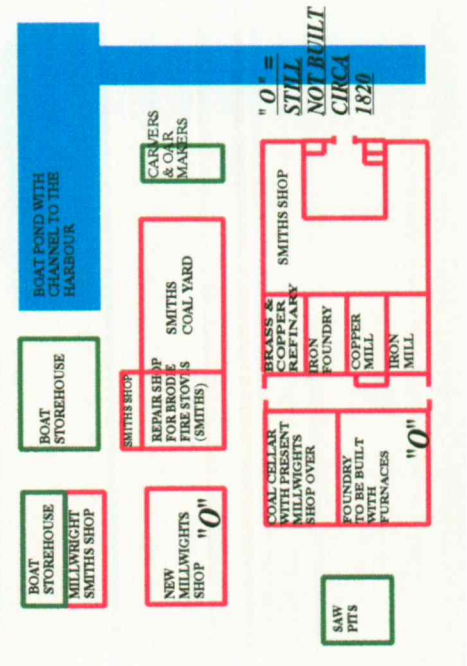 BOAT POND WITH
CHANNEL TO THE
HARBOUR
"O" =
STILL
NOT BUILT
CIRCA
1820
CARVERS
& OAR
MAKERS
BOAT
STOREHOUSE
BOAT
STOREHOUSE
MILLWRIGHT
SMITHS SHOP
SMITHS SHOP
SMITHS
COAL YARD
REPAIR SHOP
FOR BRODIE
FIRE STOVES
(SMITHS)
NEW
MILLWIGHTS
SHOP
"O"
SMITHS SHOP
BRASS &
COPPER
REFINARY
IRON
FOUNDRY
COPPER
MILL
IRON
MILL
COAL CELLAR
WITH PRESENT
MILLWIGHTS
SHOP OVER
FOUNDRY
TO BE BUILT
WITH
FURNACES
"O"
SAW
PITS